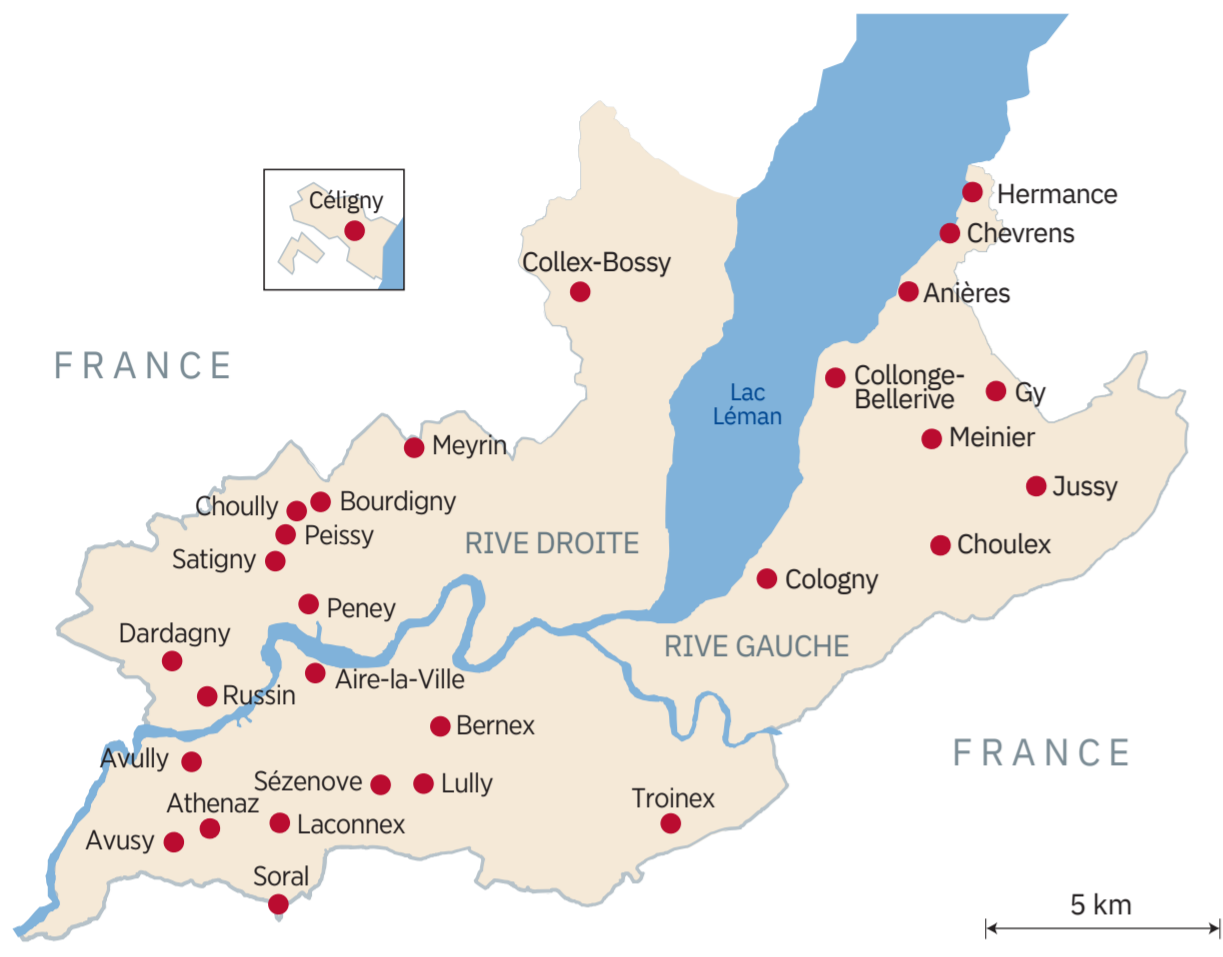 Céligny
Hermance
Chevrens
Collex-Bossy
Anières
FRANCE
Collonge-
Bellerive
Lac
Léman
Gy
Meyrin
Meinier
Jussy
Choully
Bourdigny
Peissy
RIVE DROITE
Choulex
Satigny
Cologny
Peney
Dardagny
RIVE GAUCHE
Aire-la-Ville
Russin
Bernex
FRANCE
Avully
Sézenove
Lully
Athenaz
Troinex
Laconnex
Avusy
Soral
5 km